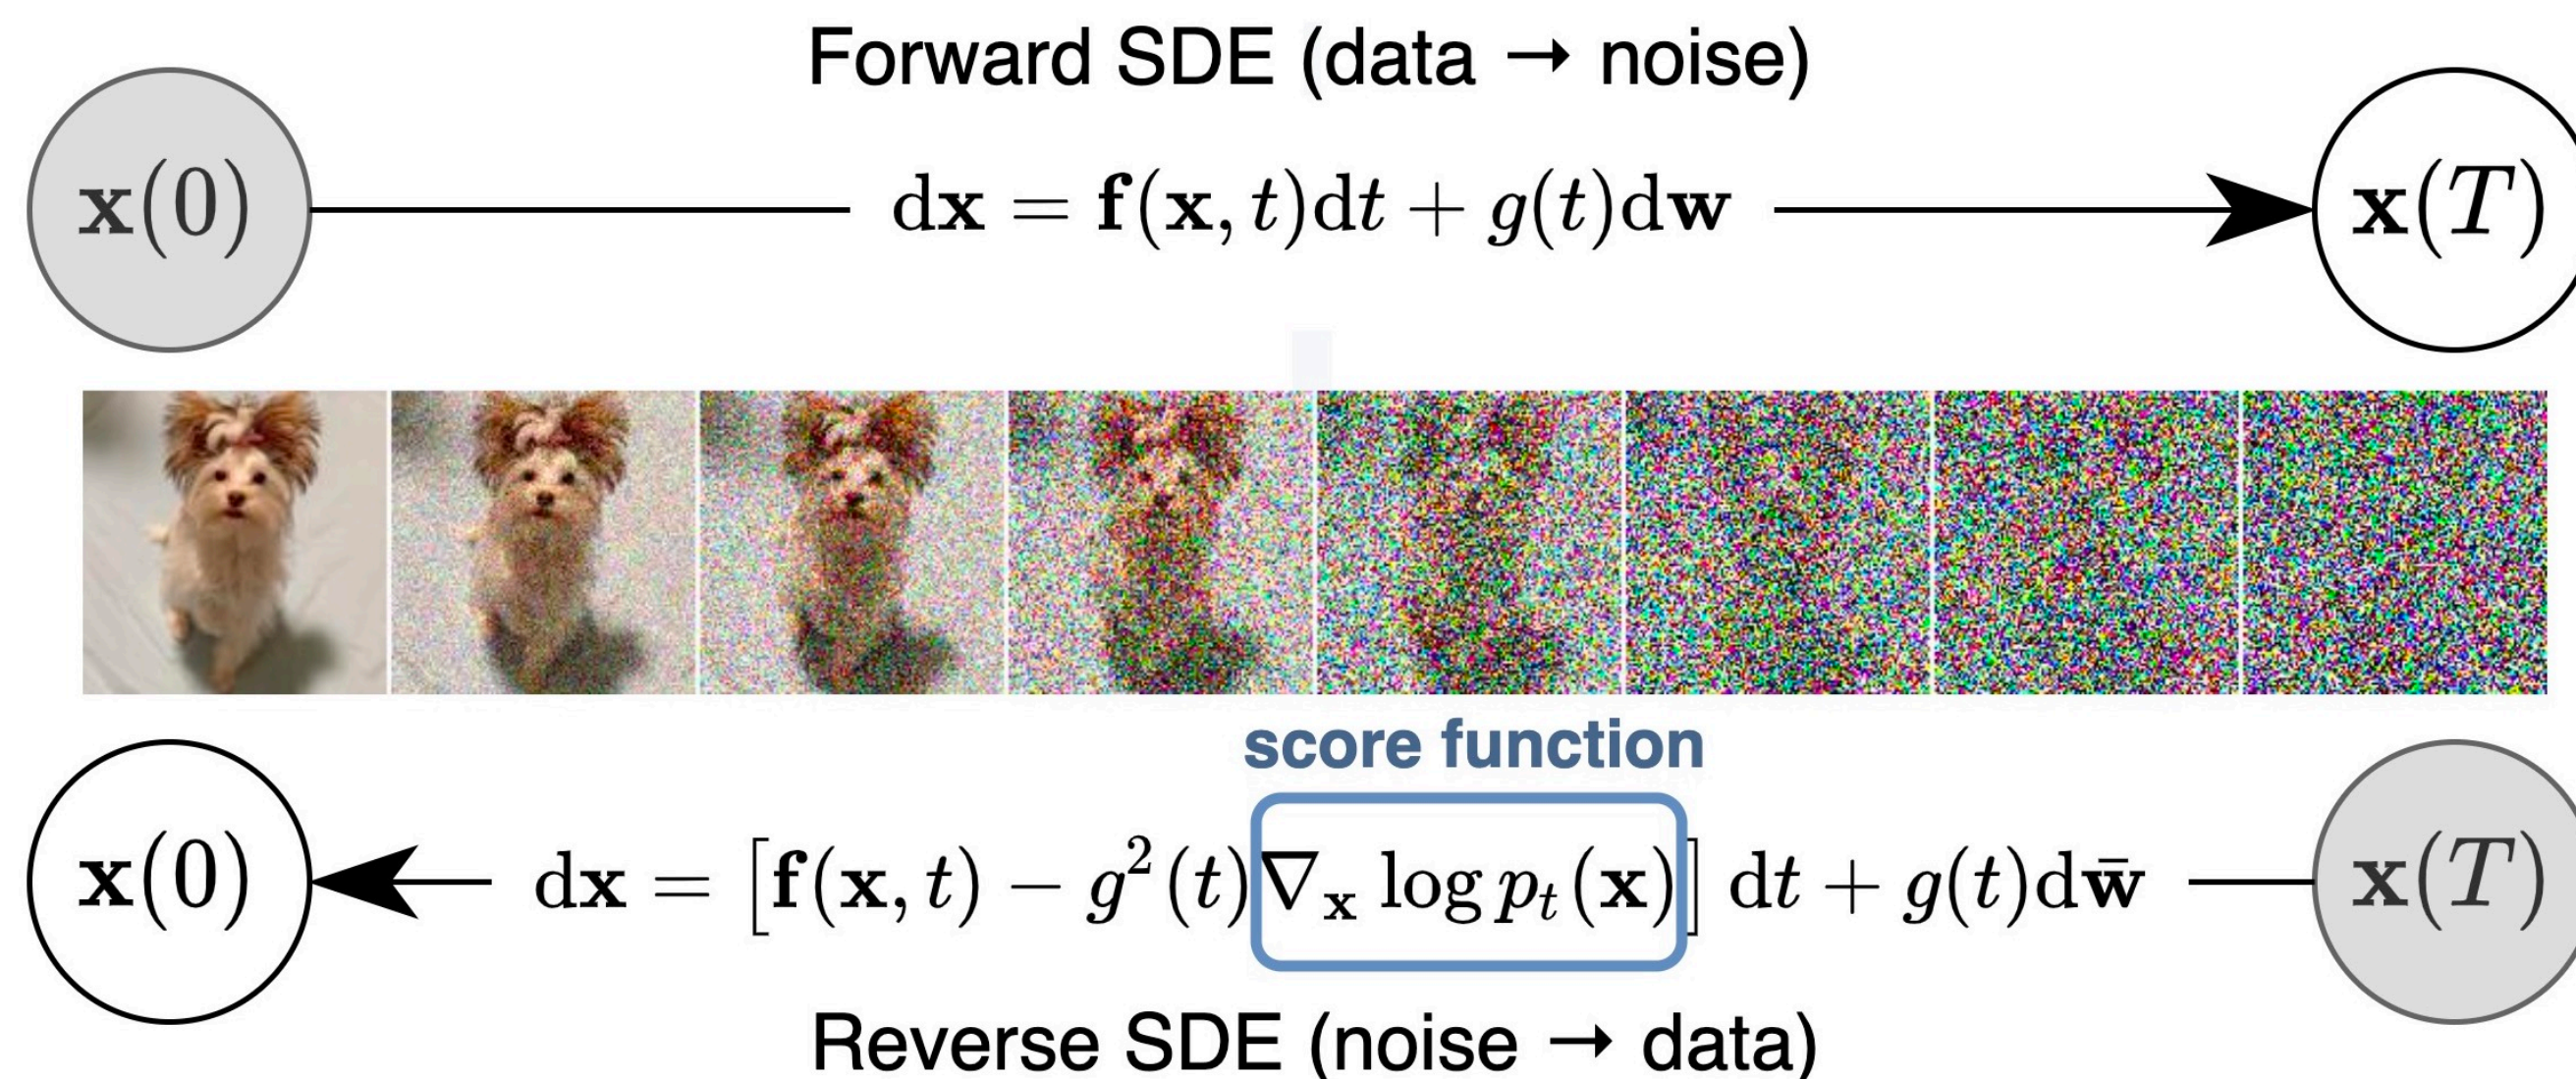 Forward SDE (data → noise)
x(0) dx = f(x, t)dt + g(t)dw x(T)
score function
x(0) dx = [f(x, t) − g²(t)∇ₓ log pₜ(x)] dt + g(t)dw̄ x(T)
Reverse SDE (noise → data)